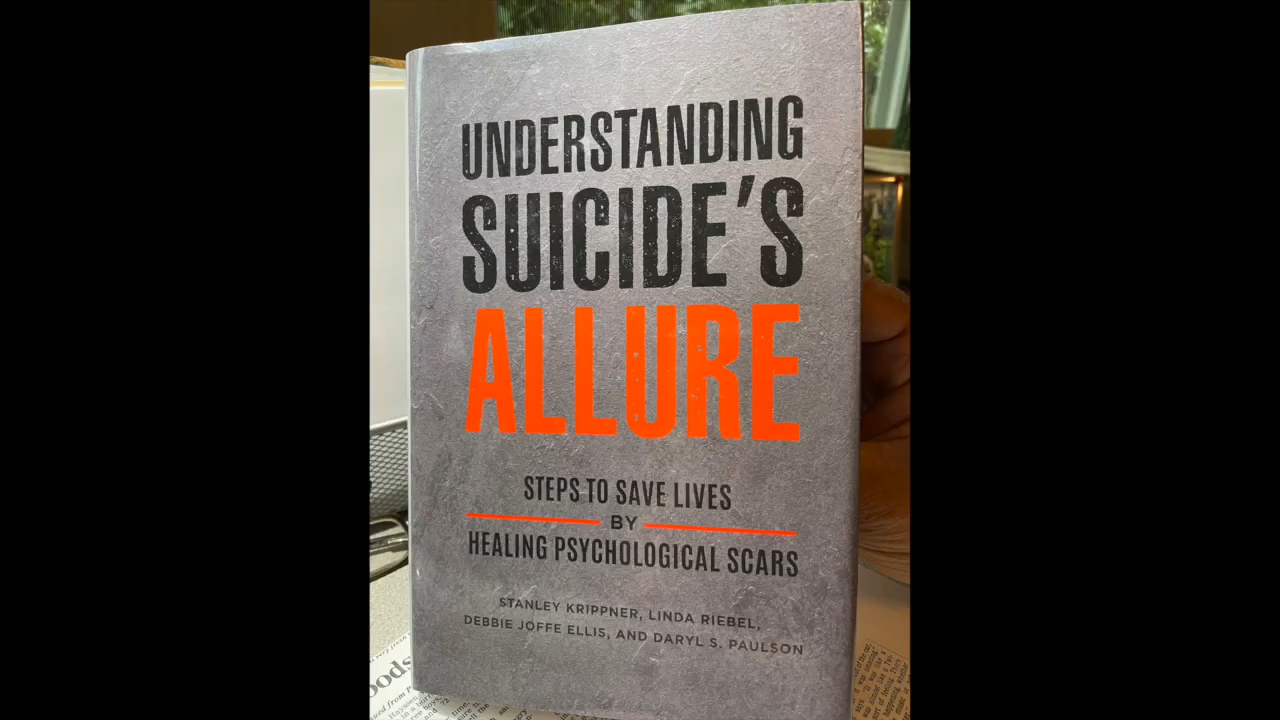 UNDERSTANDING
SUICIDE'S
ALLURE
STEPS TO SAVE LIVES
BY
HEALING PSYCHOLOGICAL SCARS
STANLEY KRIPPNER, LINDA RIEBEL,
DEBBIE JOFFE ELLIS, AND DARYL S. PAULSON